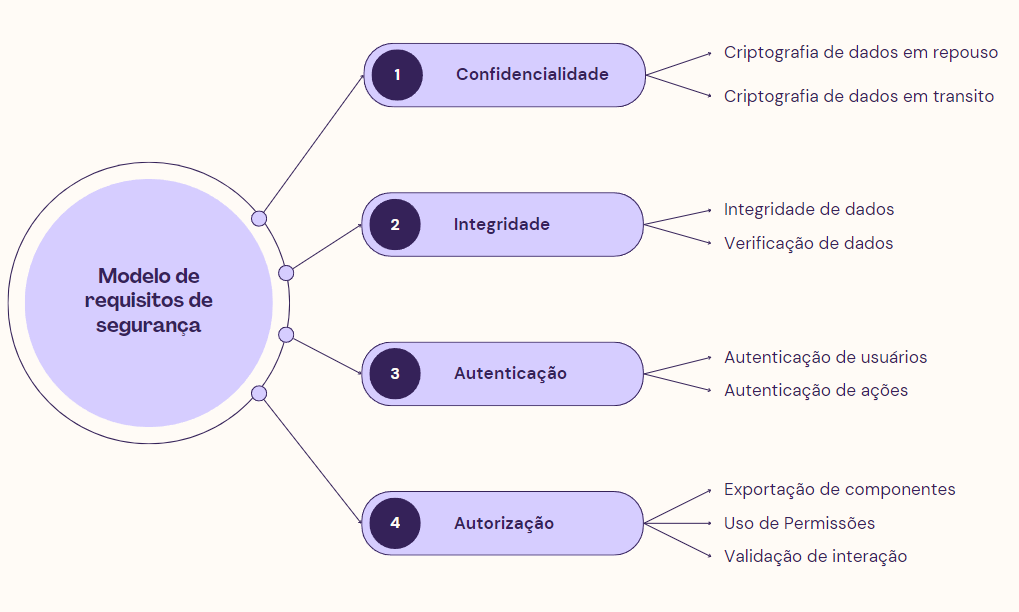 Modelo de
requisitos de
segurança
1
Confidencialidade
Criptografia de dados em repouso
Criptografia de dados em transito
2
Integridade
Integridade de dados
Verificação de dados
3
Autenticação
Autenticação de usuários
Autenticação de ações
4
Autorização
Exportação de componentes
Uso de Permissões
Validação de interação